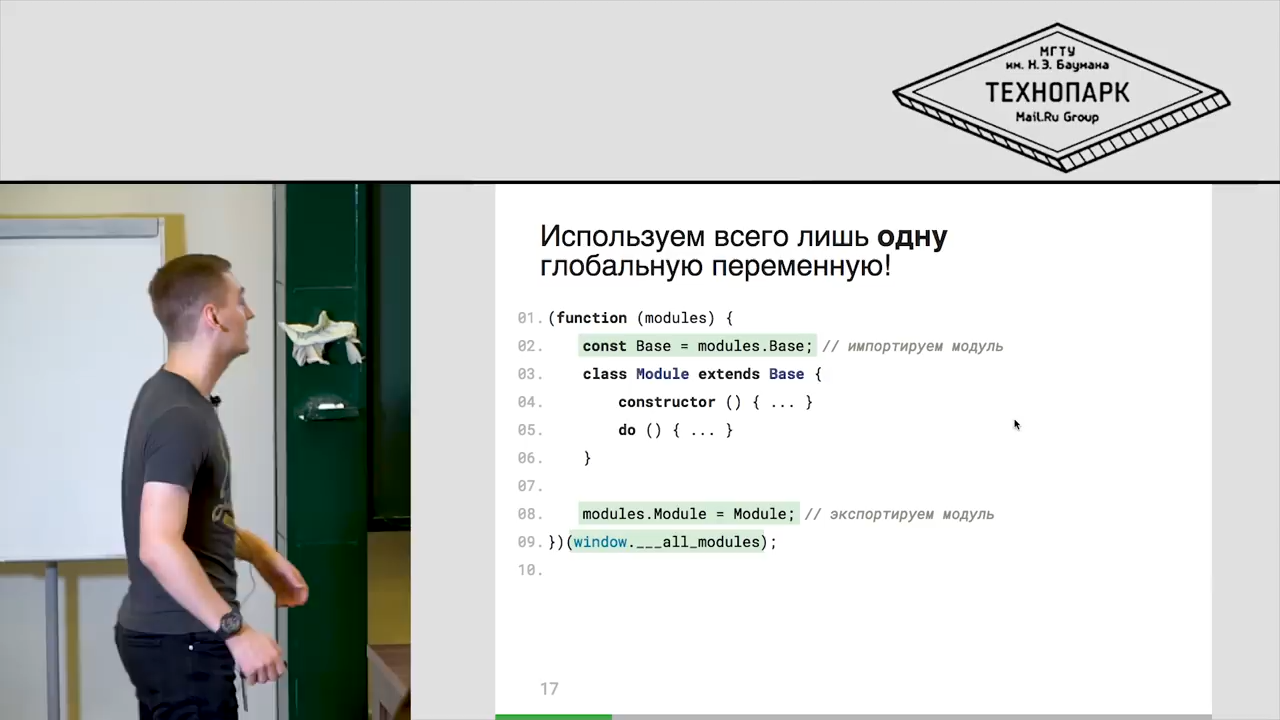 МГТУ
им. Н.Э. Баумана
ТЕХНОПАРК
Mail.Ru Group
Используем всего лишь одну
глобальную переменную!
01. (function (modules) {
02. const Base = modules.Base; // импортируем модуль
03. class Module extends Base {
04. constructor () { ... }
05. do () { ... }
06. }
07.
08. modules.Module = Module; // экспортируем модуль
09. })(window.___all_modules);
10.
17